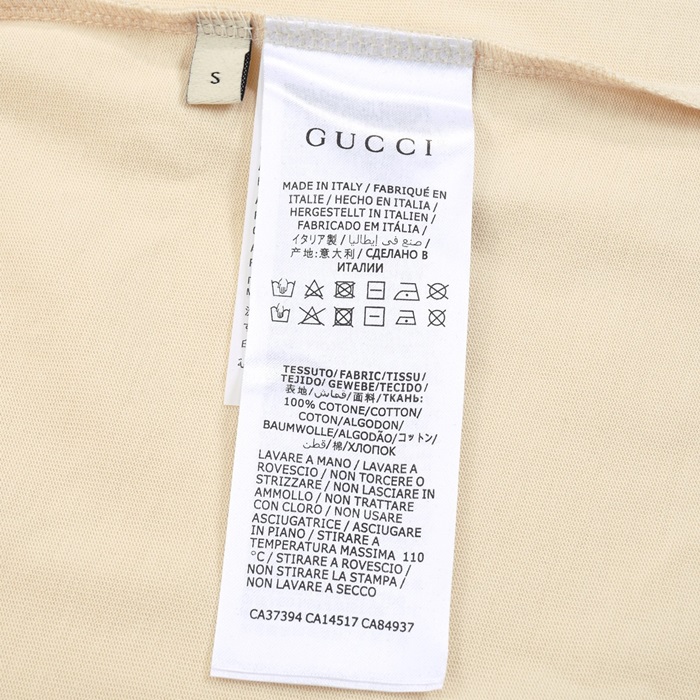 S
GUCCI
MADE IN ITALY / FABRIQUÉ EN
ITALIE / HECHO EN ITALIA /
HERGESTELLT IN ITALIEN /
FABRICADO EM ITÁLIA /
イタリア製 / صنع في إيطاليا /
产地:意大利 / СДЕЛАНО В
ИТАЛИИ
TESSUTO/FABRIC/TISSU/
TEJIDO/ GEWEBE/TECIDO/
表地/قماش/面料/ТКАНЬ:
100% COTONE/COTTON/
COTON/ALGODON/
BAUMWOLLE/ALGODÃO/コットン/
قطن/棉/ХЛОПОК
LAVARE A MANO / LAVARE A
ROVESCIO / NON TORCERE O
STRIZZARE / NON LASCIARE IN
AMMOLLO / NON TRATTARE
CON CLORO / NON USARE
ASCIUGATRICE / ASCIUGARE
IN PIANO / STIRARE A
TEMPERATURA MASSIMA 110
°C / STIRARE A ROVESCIO /
NON STIRARE LA STAMPA /
NON LAVARE A SECCO
CA37394 CA14517 CA84937